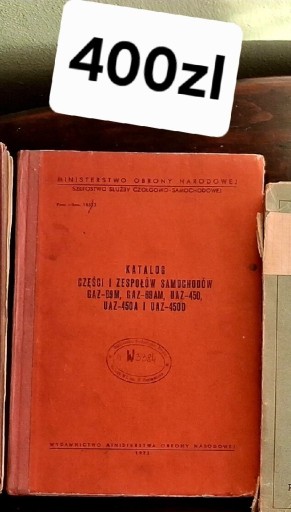 400zl
MINISTERSTWO OBRONY NARODOWEJ
SZEFOSTWO SŁUŻBY CZOŁGOWO-SAMOCHODOWEJ
KATALOG
CZĘŚCI I ZESPOŁÓW SAMOCHODÓW
GAZ-69M, GAZ-69AM, UAZ-450,
UAZ-450A I UAZ-450D
WYDAWNICTWO MINISTERSTWA OBRONY NARODOWEJ